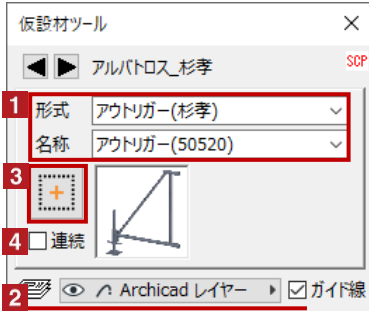 仮設材ツール ×
アルバトロス_杉孝 SCP
1 形式 アウトリガー(杉孝)
名称 アウトリガー(50520)
3
4 連続
2 Archicad レイヤー ガイド線